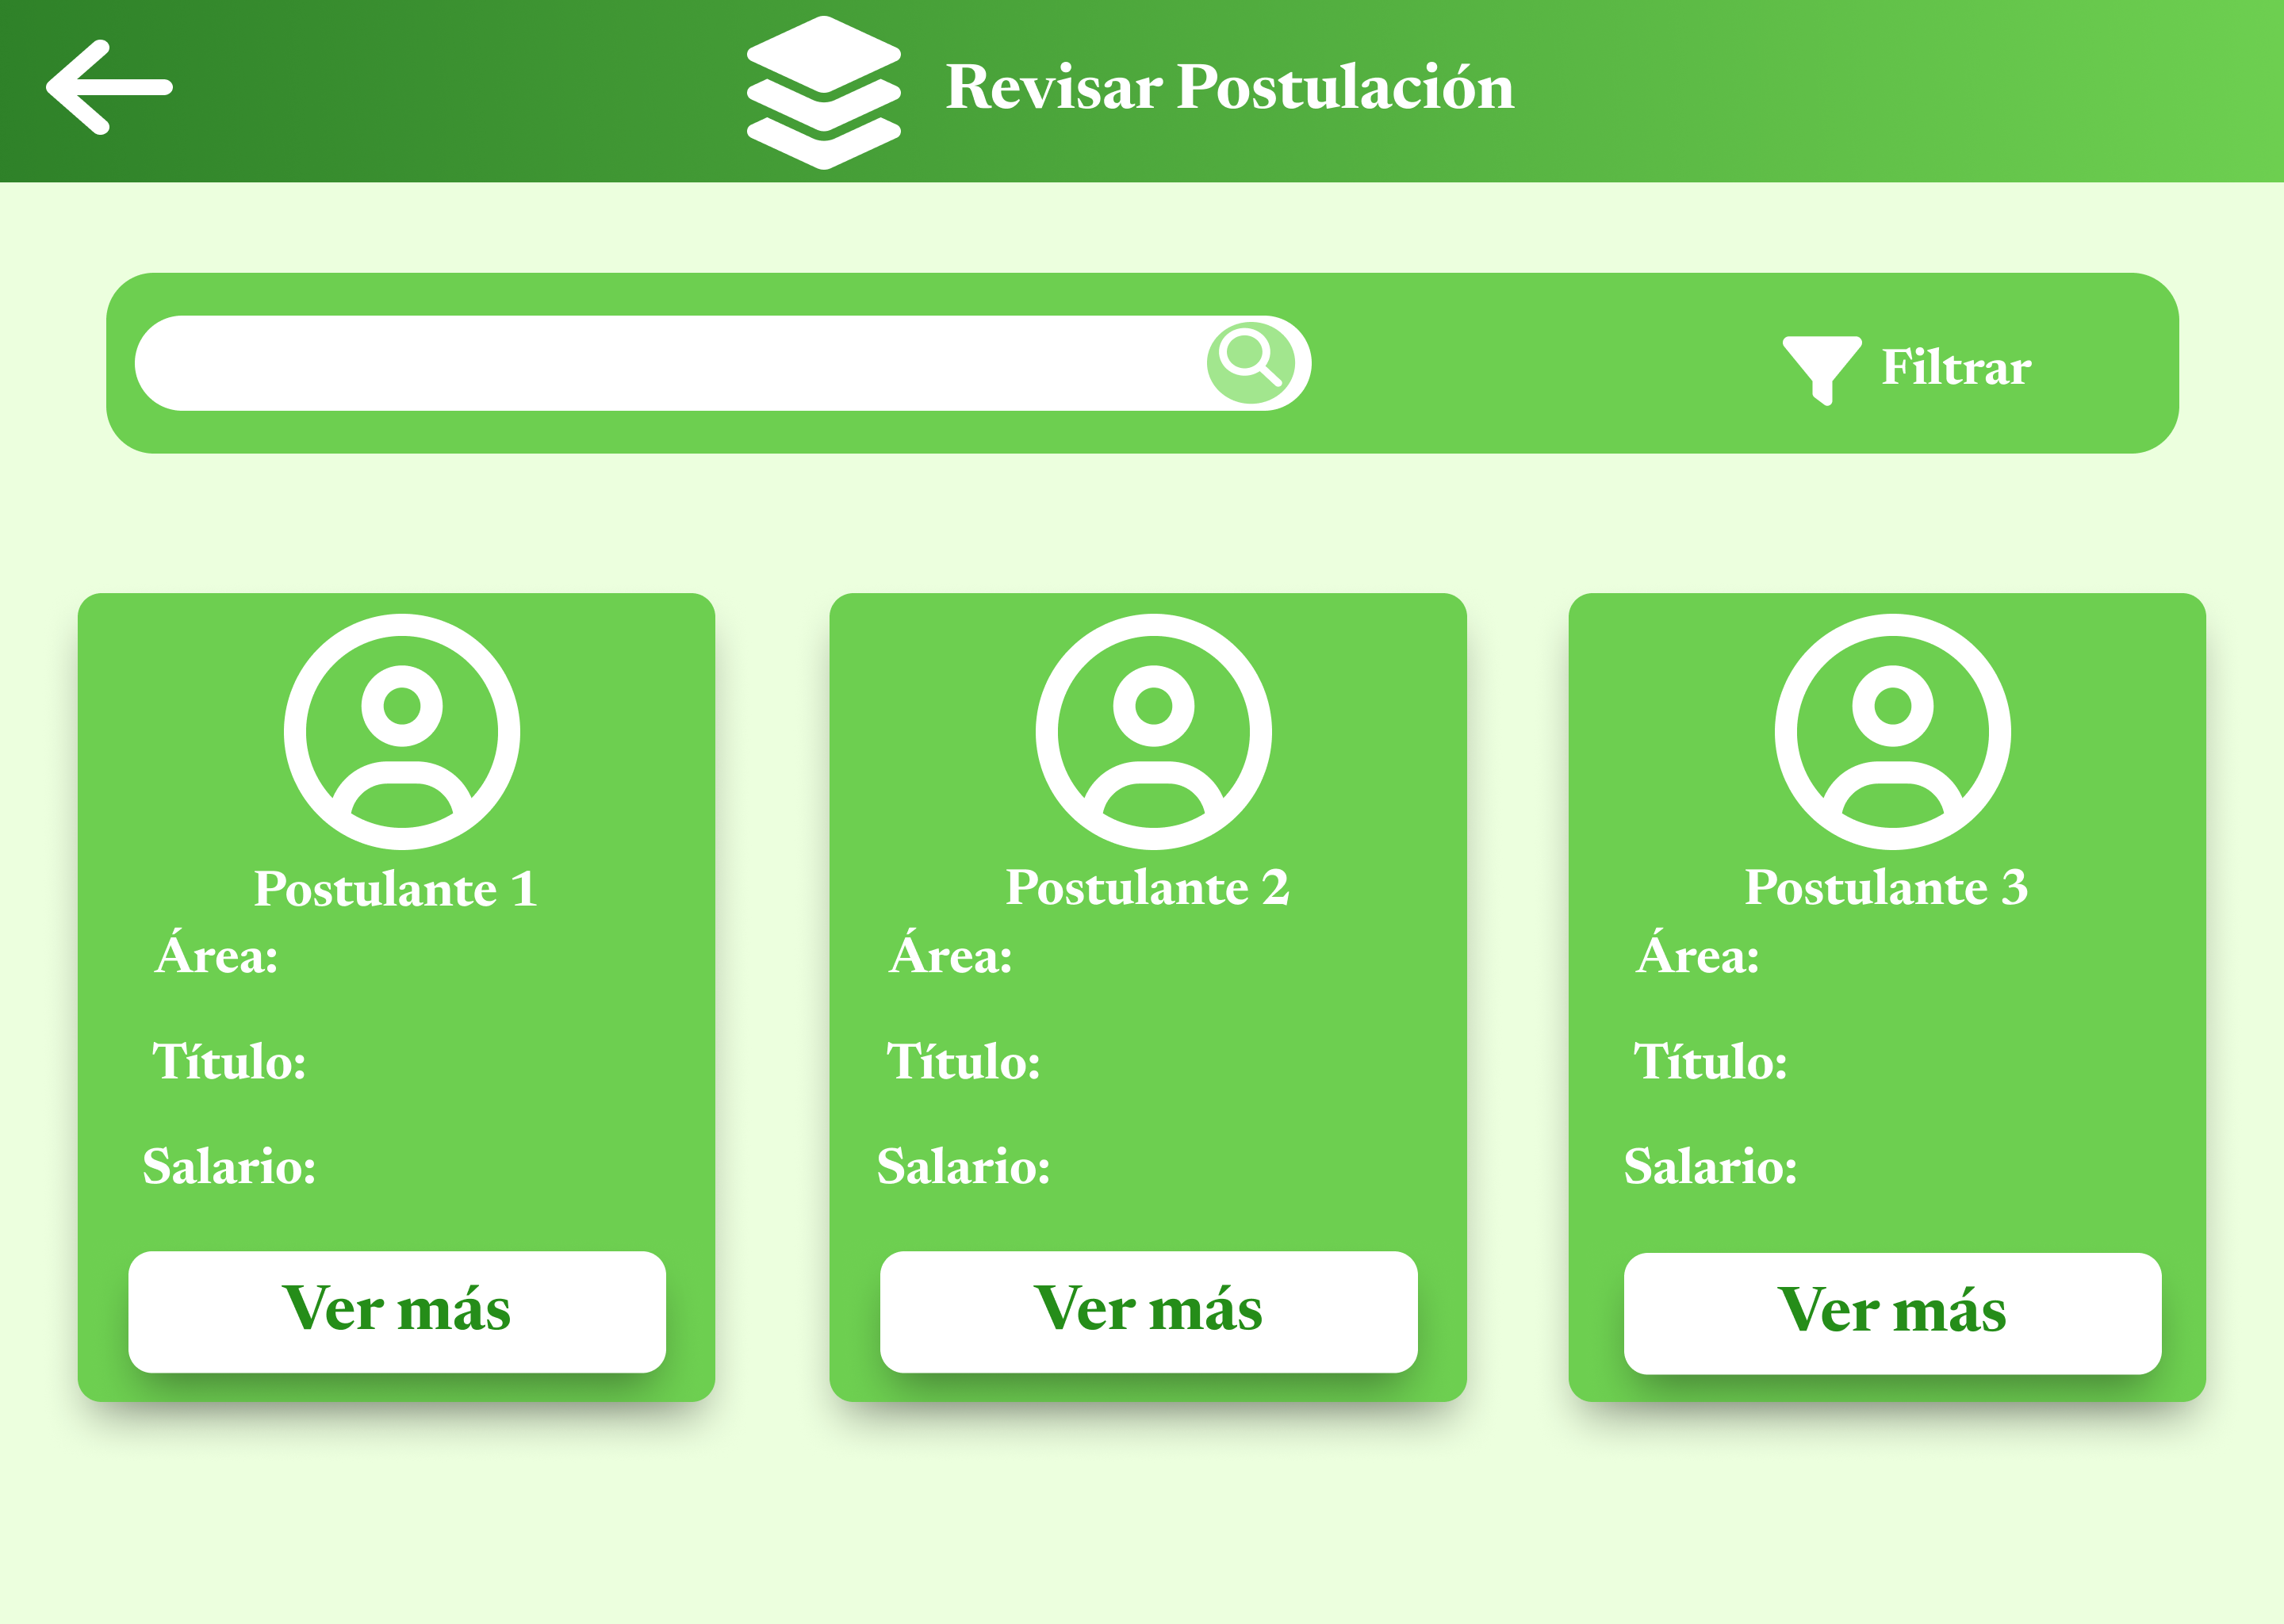 Revisar Postulación
Filtrar
Postulante 1
Área:
Título:
Salario:
Ver más
Postulante 2
Área:
Título:
Salario:
Ver más
Postulante 3
Área:
Título:
Salario:
Ver más